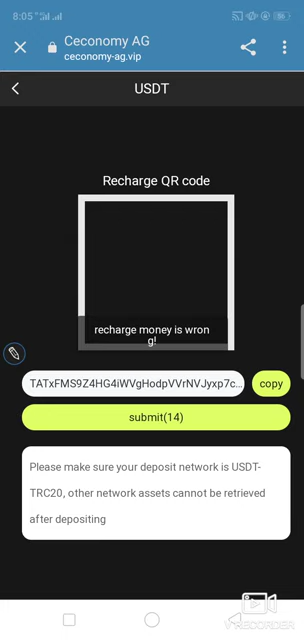 8:05
Ceconomy AG
ceconomy-ag.vip
USDT
Recharge QR code
recharge money is wron
g!
TATxFMS9Z4HG4iWVgHodpVVrNVJyxp7c...
copy
submit(14)
Please make sure your deposit network is USDT-
TRC20, other network assets cannot be retrieved
after depositing
V RECORDER